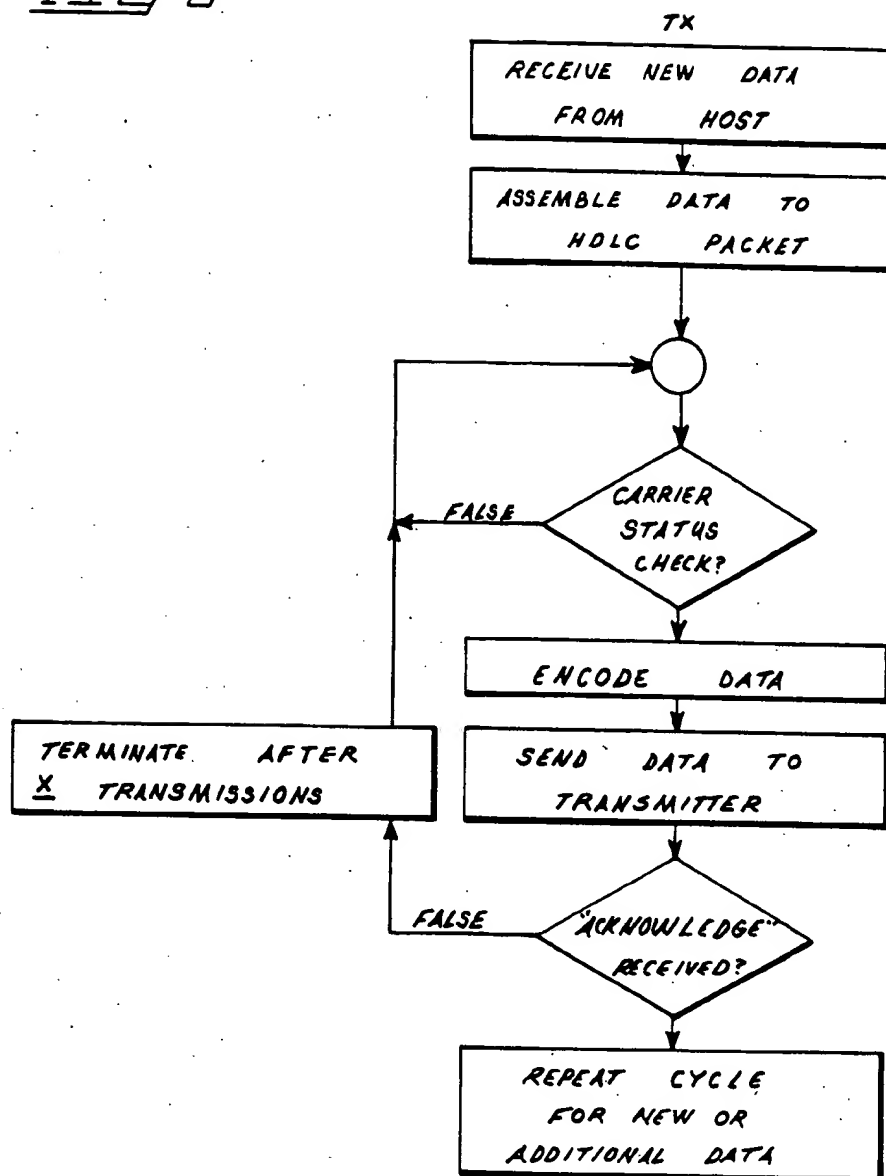 TX
RECEIVE NEW DATA
FROM HOST
ASSEMBLE DATA TO
HDLC PACKET
CARRIER
STATUS
CHECK?
FALSE
ENCODE DATA
SEND DATA TO
TRANSMITTER
TERMINATE AFTER
X TRANSMISSIONS
"ACKNOWLEDGE"
RECEIVED?
FALSE
REPEAT CYCLE
FOR NEW OR
ADDITIONAL DATA